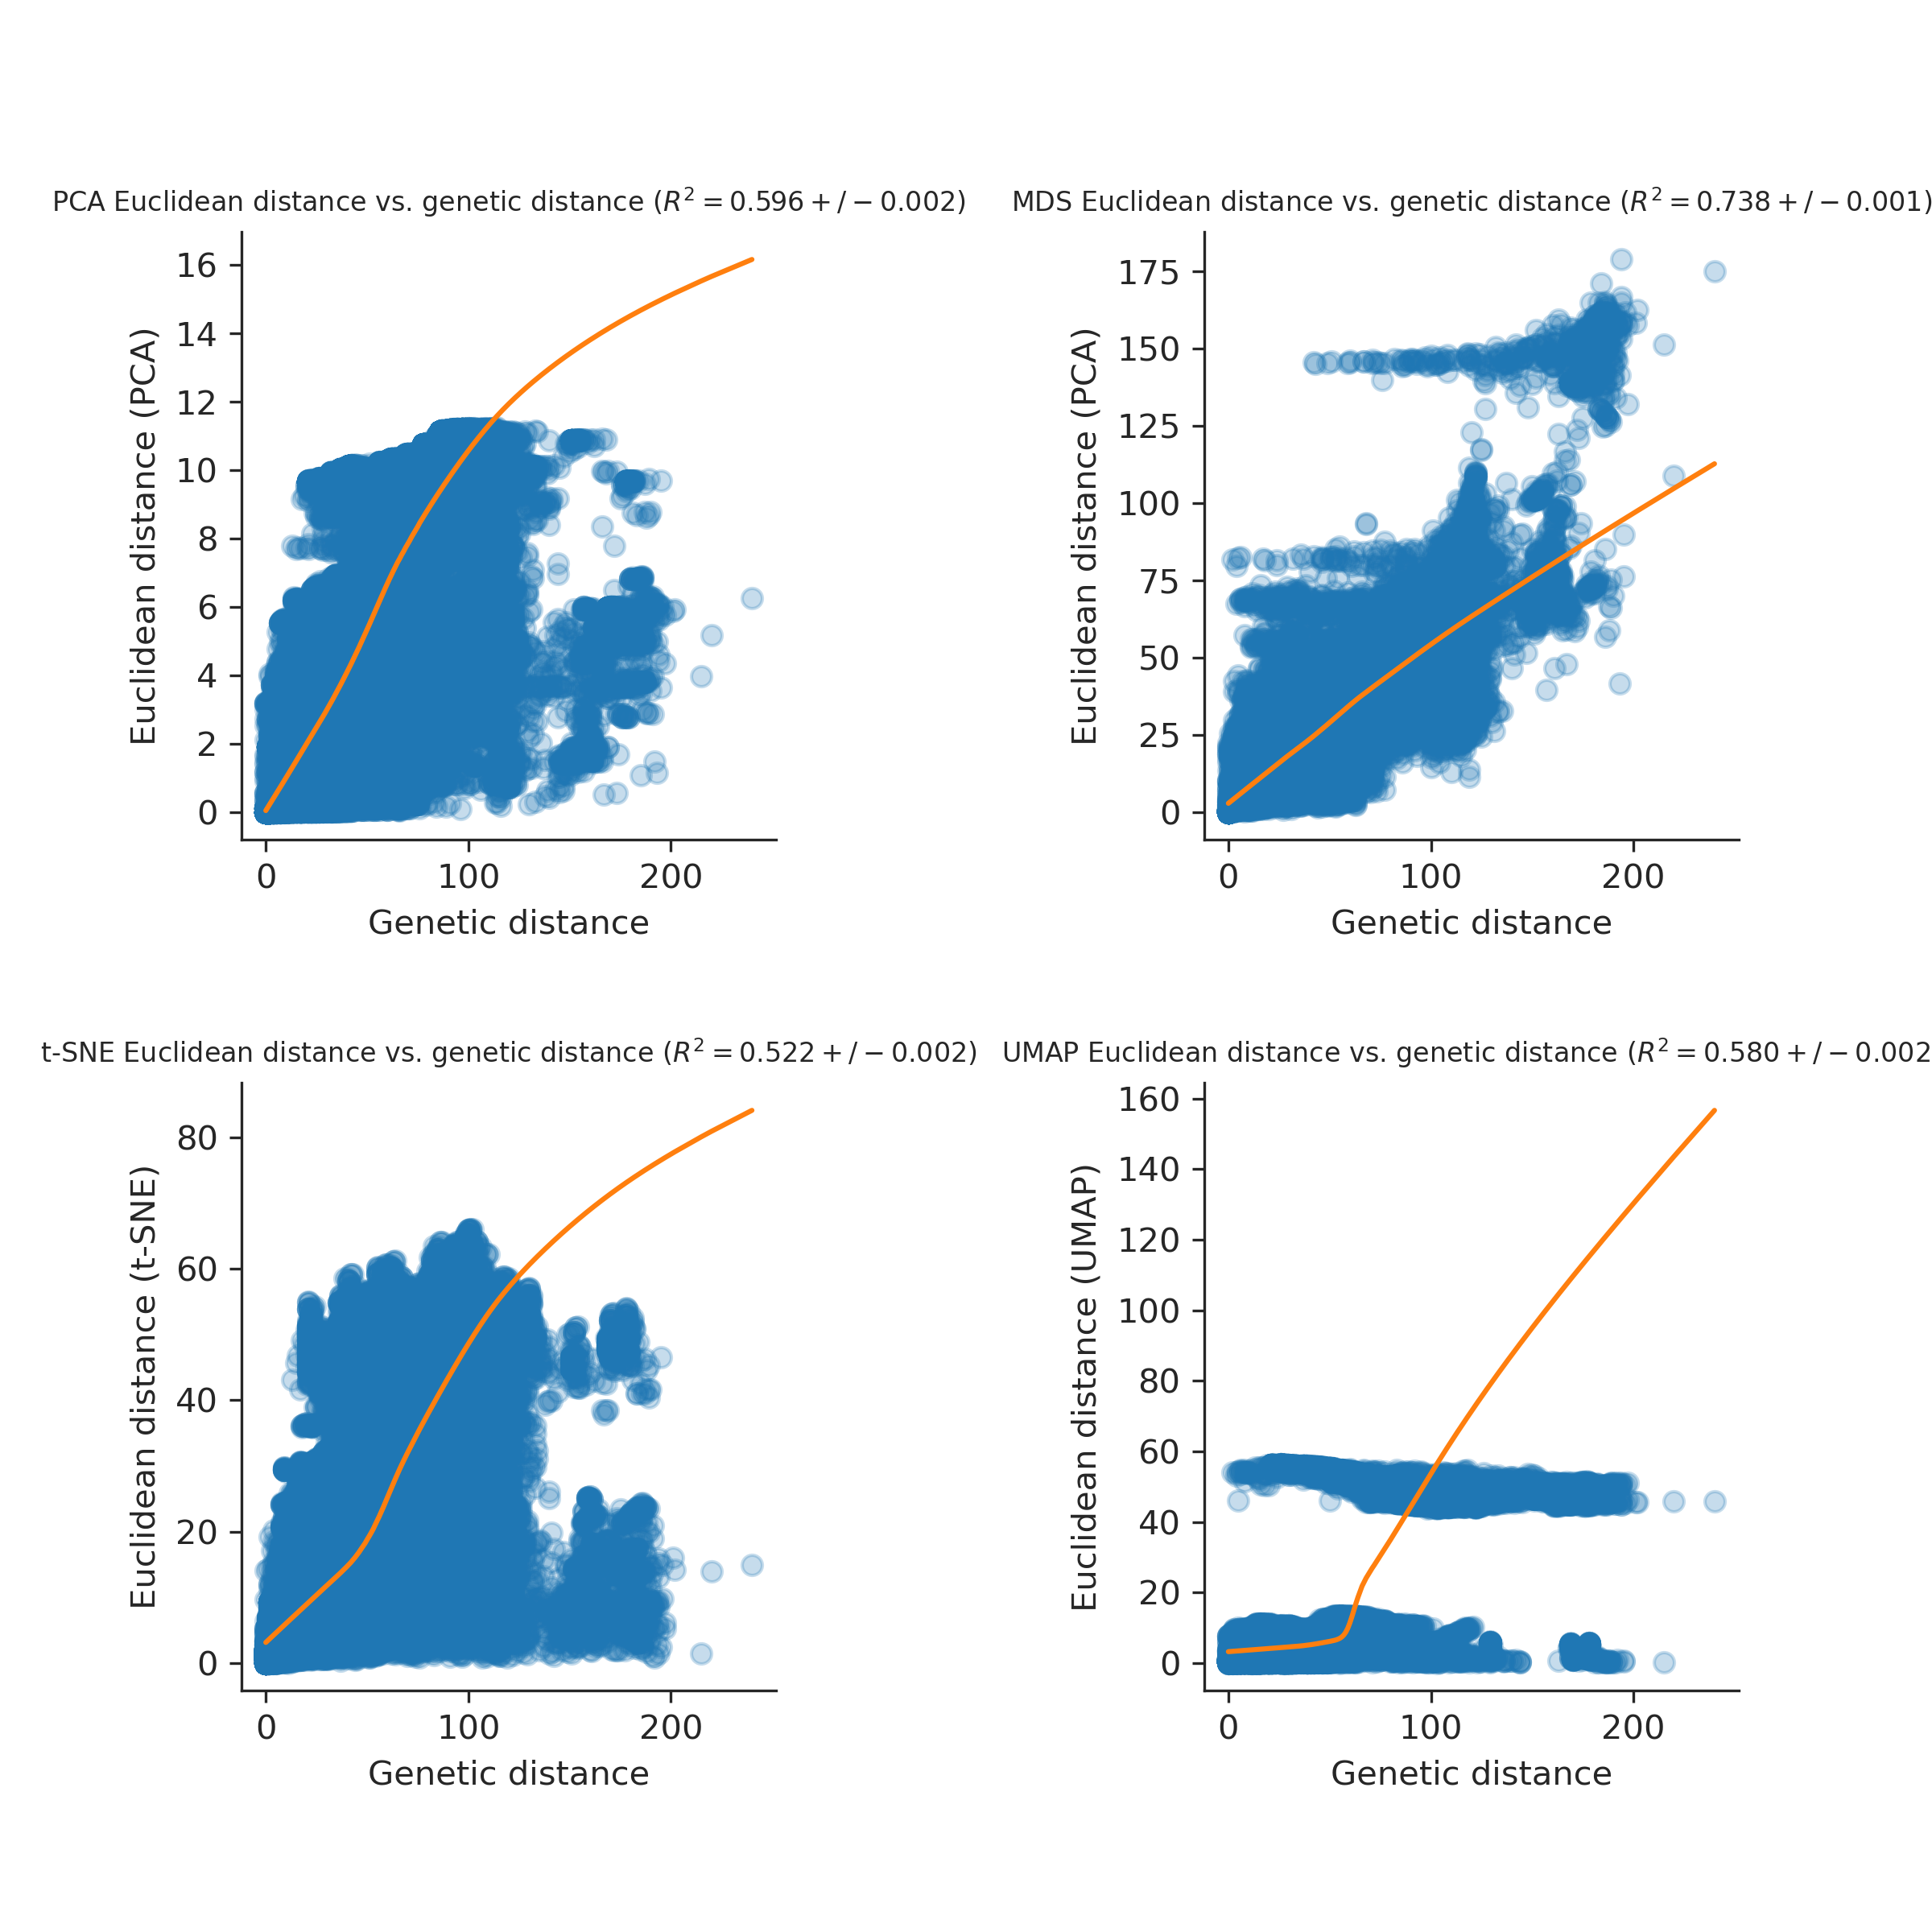 PCA Euclidean distance vs. genetic distance (R² = 0.596 + / − 0.002)
16
14
12
10
8
6
4
2
0
Euclidean distance (PCA)
0 100 200
Genetic distance
MDS Euclidean distance vs. genetic distance (R² = 0.738 + / − 0.001)
175
150
125
100
75
50
25
0
Euclidean distance (PCA)
0 100 200
Genetic distance
t-SNE Euclidean distance vs. genetic distance (R² = 0.522 + / − 0.002)
80
60
40
20
0
Euclidean distance (t-SNE)
0 100 200
Genetic distance
UMAP Euclidean distance vs. genetic distance (R² = 0.580 + / − 0.002
160
140
120
100
80
60
40
20
0
Euclidean distance (UMAP)
0 100 200
Genetic distance